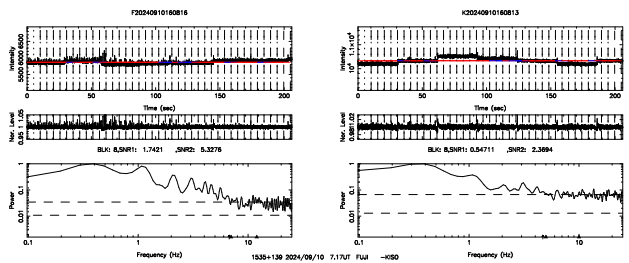 F20240910160816
K20240910160813
Intensity
5500 6000 6500
Intensity
10⁴
1.1×10⁴
0
50
100
150
200
0
50
100
150
200
Time (sec)
Time (sec)
Nor. Level
0.95 1 1.05
Nor. Level
0.98 1 1.02
BLK: 8,SNR1: 1.7421 ,SNR2: 5.3276
BLK: 8,SNR1: 0.54711 ,SNR2: 2.3694
Power
1
0.1
0.01
Power
1
0.1
0.01
0.1
1
10
0.1
1
10
Frequency (Hz)
Frequency (Hz)
1535+139 2024/09/10 7.17UT FUJI -KISO